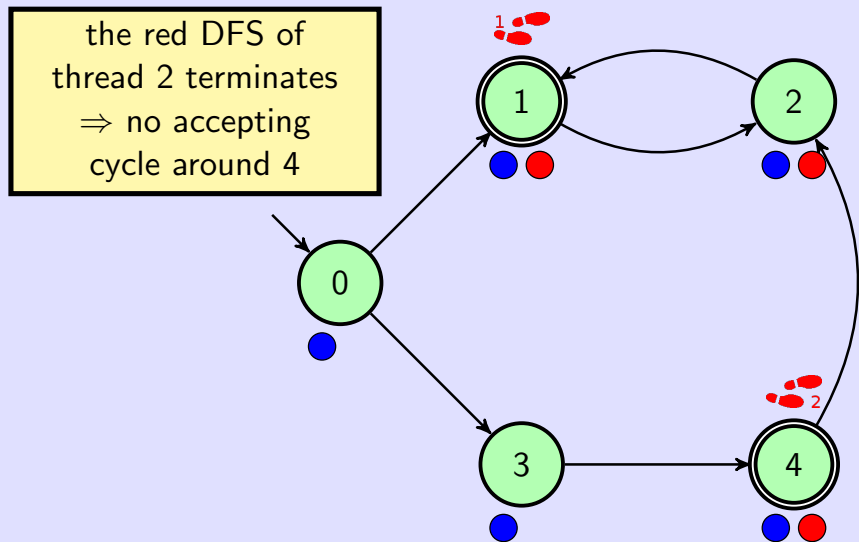 the red DFS of
thread 2 terminates
⇒ no accepting
cycle around 4
1
1
2
0
2
3
4